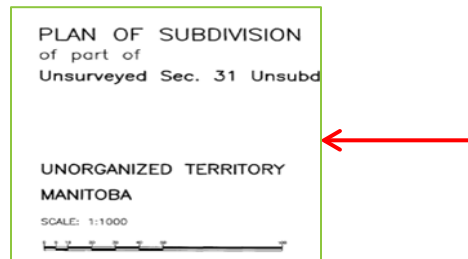 PLAN OF SUBDIVISION
of part of
Unsurveyed Sec. 31 Unsubd
UNORGANIZED TERRITORY
MANITOBA
SCALE: 1:1000